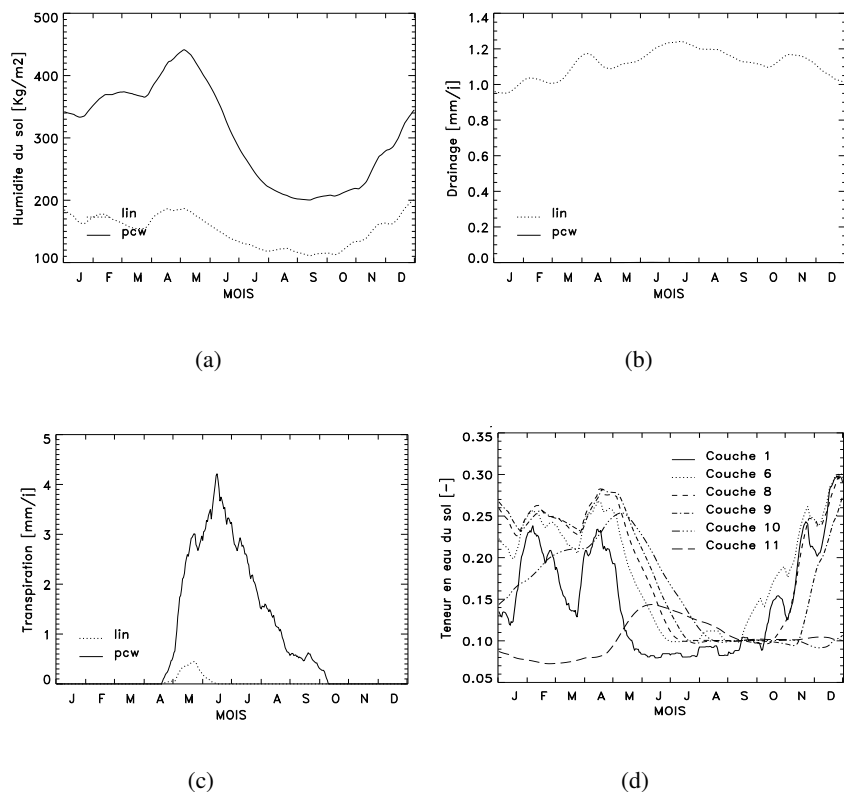 500
400
300
200
100
Humidite du sol [Kg/m2]
lin
pcw
J F M A M J J A S O N D
MOIS
(a)
1.4
1.2
1.0
0.8
0.6
0.4
0.2
0.0
Drainage [mm/j]
lin
pcw
J F M A M J J A S O N D
MOIS
(b)
5
4
3
2
1
0
Transpiration [mm/j]
lin
pcw
J F M A M J J A S O N D
MOIS
(c)
0.35
0.30
0.25
0.20
0.15
0.10
0.05
Teneur en eau du sol [-]
Couche 1
Couche 6
Couche 8
Couche 9
Couche 10
Couche 11
J F M A M J J A S O N D
MOIS
(d)